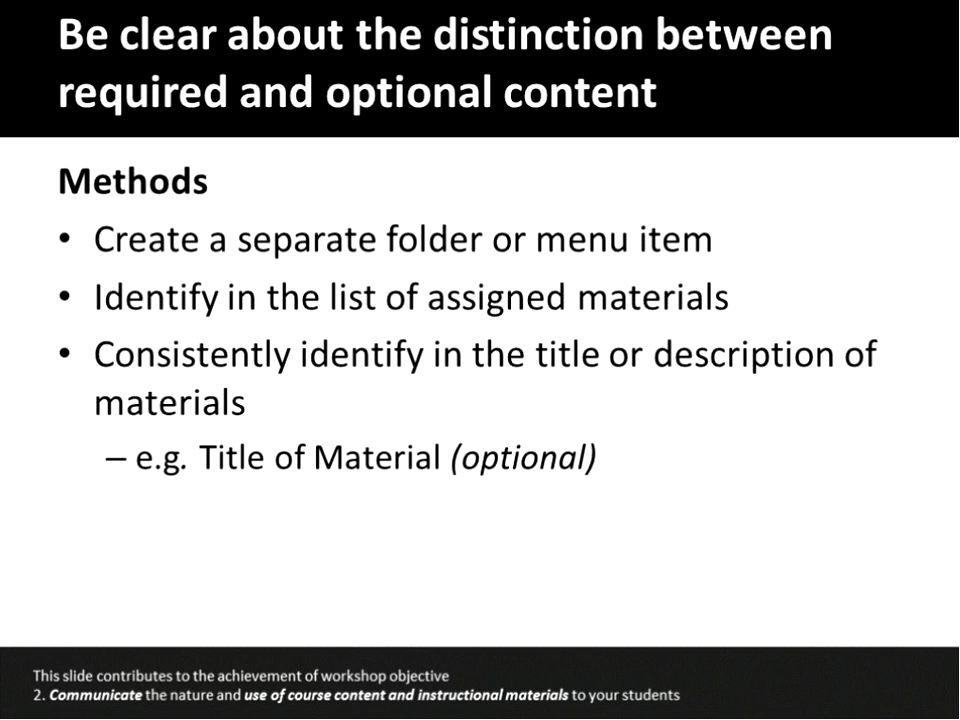 Be clear about the distinction between
required and optional content
Methods
• Create a separate folder or menu item
• Identify in the list of assigned materials
• Consistently identify in the title or description of
materials
– e.g. Title of Material (optional)
This slide contributes to the achievement of workshop objective
2. Communicate the nature and use of course content and instructional materials to your students